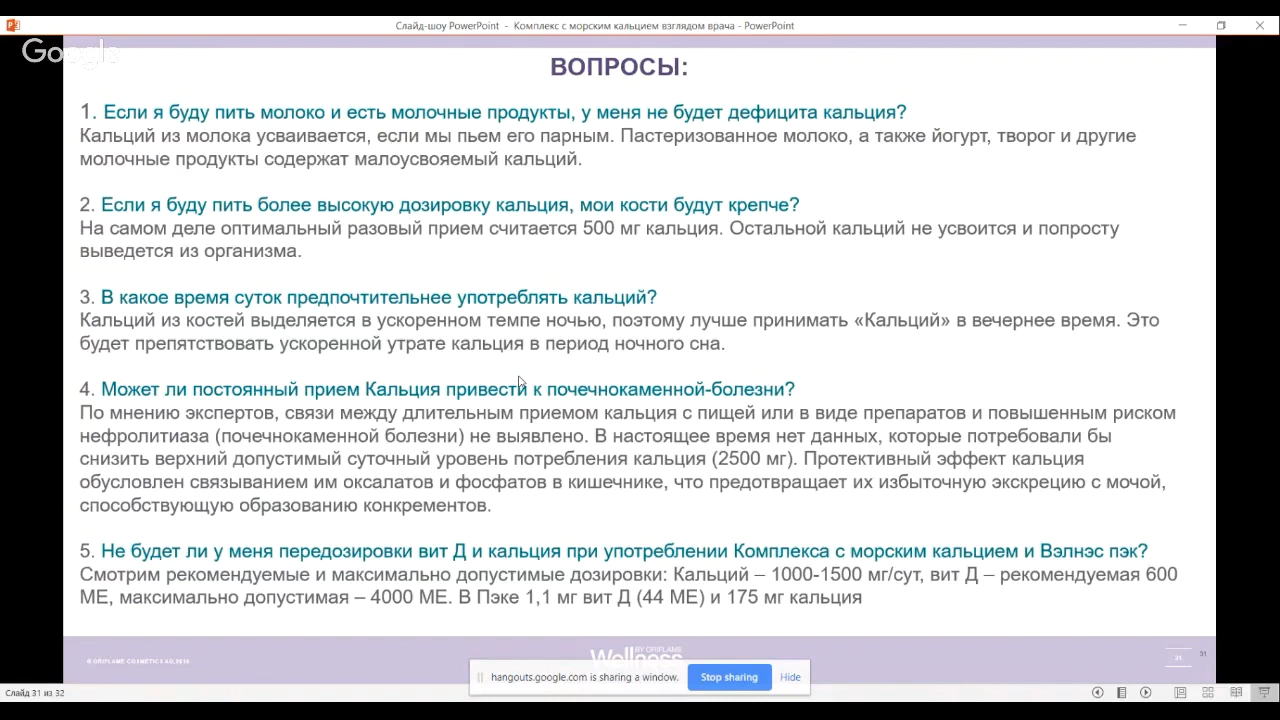 Слайд-шоу PowerPoint - Комплекс с морским кальцием взглядом врача - PowerPoint
Google
ВОПРОСЫ:
1. Если я буду пить молоко и есть молочные продукты, у меня не будет дефицита кальция?
Кальций из молока усваивается, если мы пьем его парным. Пастеризованное молоко, а также йогурт, творог и другие
молочные продукты содержат малоусвояемый кальций.
2. Если я буду пить более высокую дозировку кальция, мои кости будут крепче?
На самом деле оптимальный разовый прием считается 500 мг кальция. Остальной кальций не усвоится и попросту
выведется из организма.
3. В какое время суток предпочтительнее употреблять кальций?
Кальций из костей выделяется в ускоренном темпе ночью, поэтому лучше принимать «Кальций» в вечернее время. Это
будет препятствовать ускоренной утрате кальция в период ночного сна.
4. Может ли постоянный прием Кальция привести к почечнокаменной-болезни?
По мнению экспертов, связи между длительным приемом кальция с пищей или в виде препаратов и повышенным риском
нефролитиаза (почечнокаменной болезни) не выявлено. В настоящее время нет данных, которые потребовали бы
снизить верхний допустимый суточный уровень потребления кальция (2500 мг). Протективный эффект кальция
обусловлен связыванием им оксалатов и фосфатов в кишечнике, что предотвращает их избыточную экскрецию с мочой,
способствующую образованию конкрементов.
5. Не будет ли у меня передозировки вит Д и кальция при употреблении Комплекса с морским кальцием и Вэлнэс пэк?
Смотрим рекомендуемые и максимально допустимые дозировки: Кальций – 1000-1500 мг/сут, вит Д – рекомендуемая 600
МЕ, максимально допустимая – 4000 МЕ. В Пэке 1,1 мг вит Д (44 МЕ) и 175 мг кальция
© ORIFLAME COSMETICS AG, 2016
Wellness BY ORIFLAME
31 31
hangouts.google.com is sharing a window. Stop sharing Hide
Слайд 31 из 32